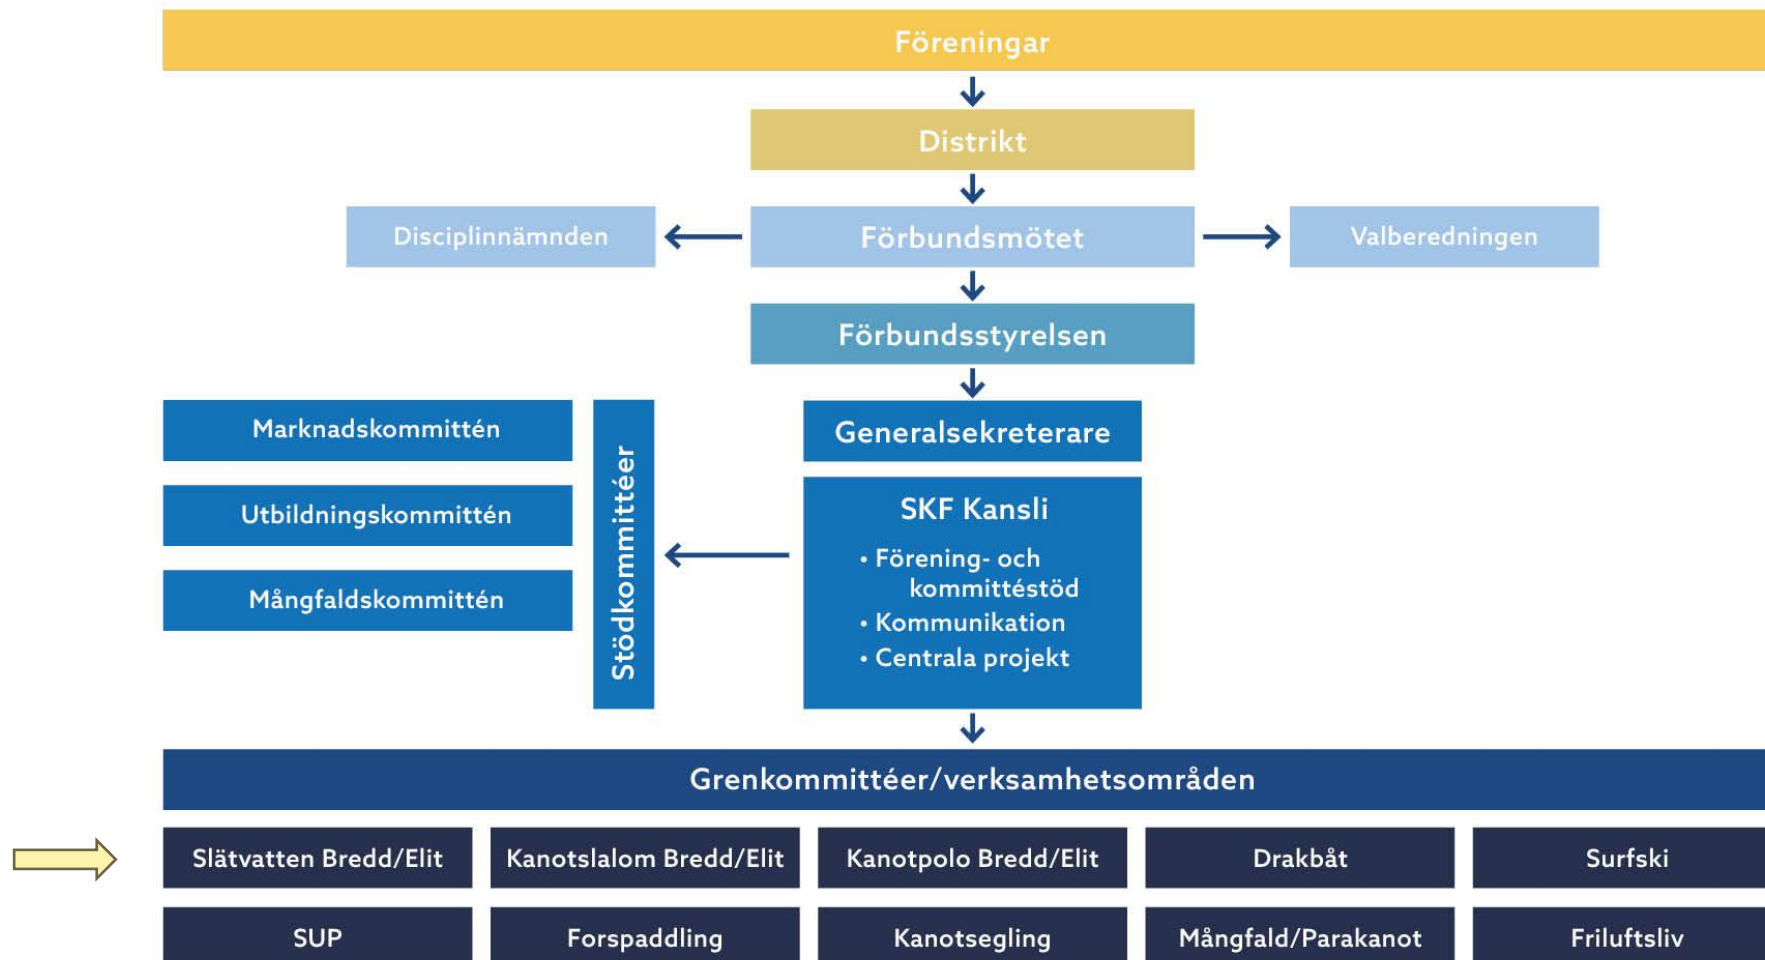 Föreningar
Distrikt
Disciplinnämnden
Förbundsmötet
Valberedningen
Förbundsstyrelsen
Marknadskommittén
Utbildningskommittén
Mångfaldskommittén
Stödkommittéer
Generalsekreterare
SKF Kansli
• Förening- och
kommittéstöd
• Kommunikation
• Centrala projekt
Grenkommittéer/verksamhetsområden
Slätvatten Bredd/Elit
Kanotslalom Bredd/Elit
Kanotpolo Bredd/Elit
Drakbåt
Surfski
SUP
Forspaddling
Kanotsegling
Mångfald/Parakanot
Friluftsliv